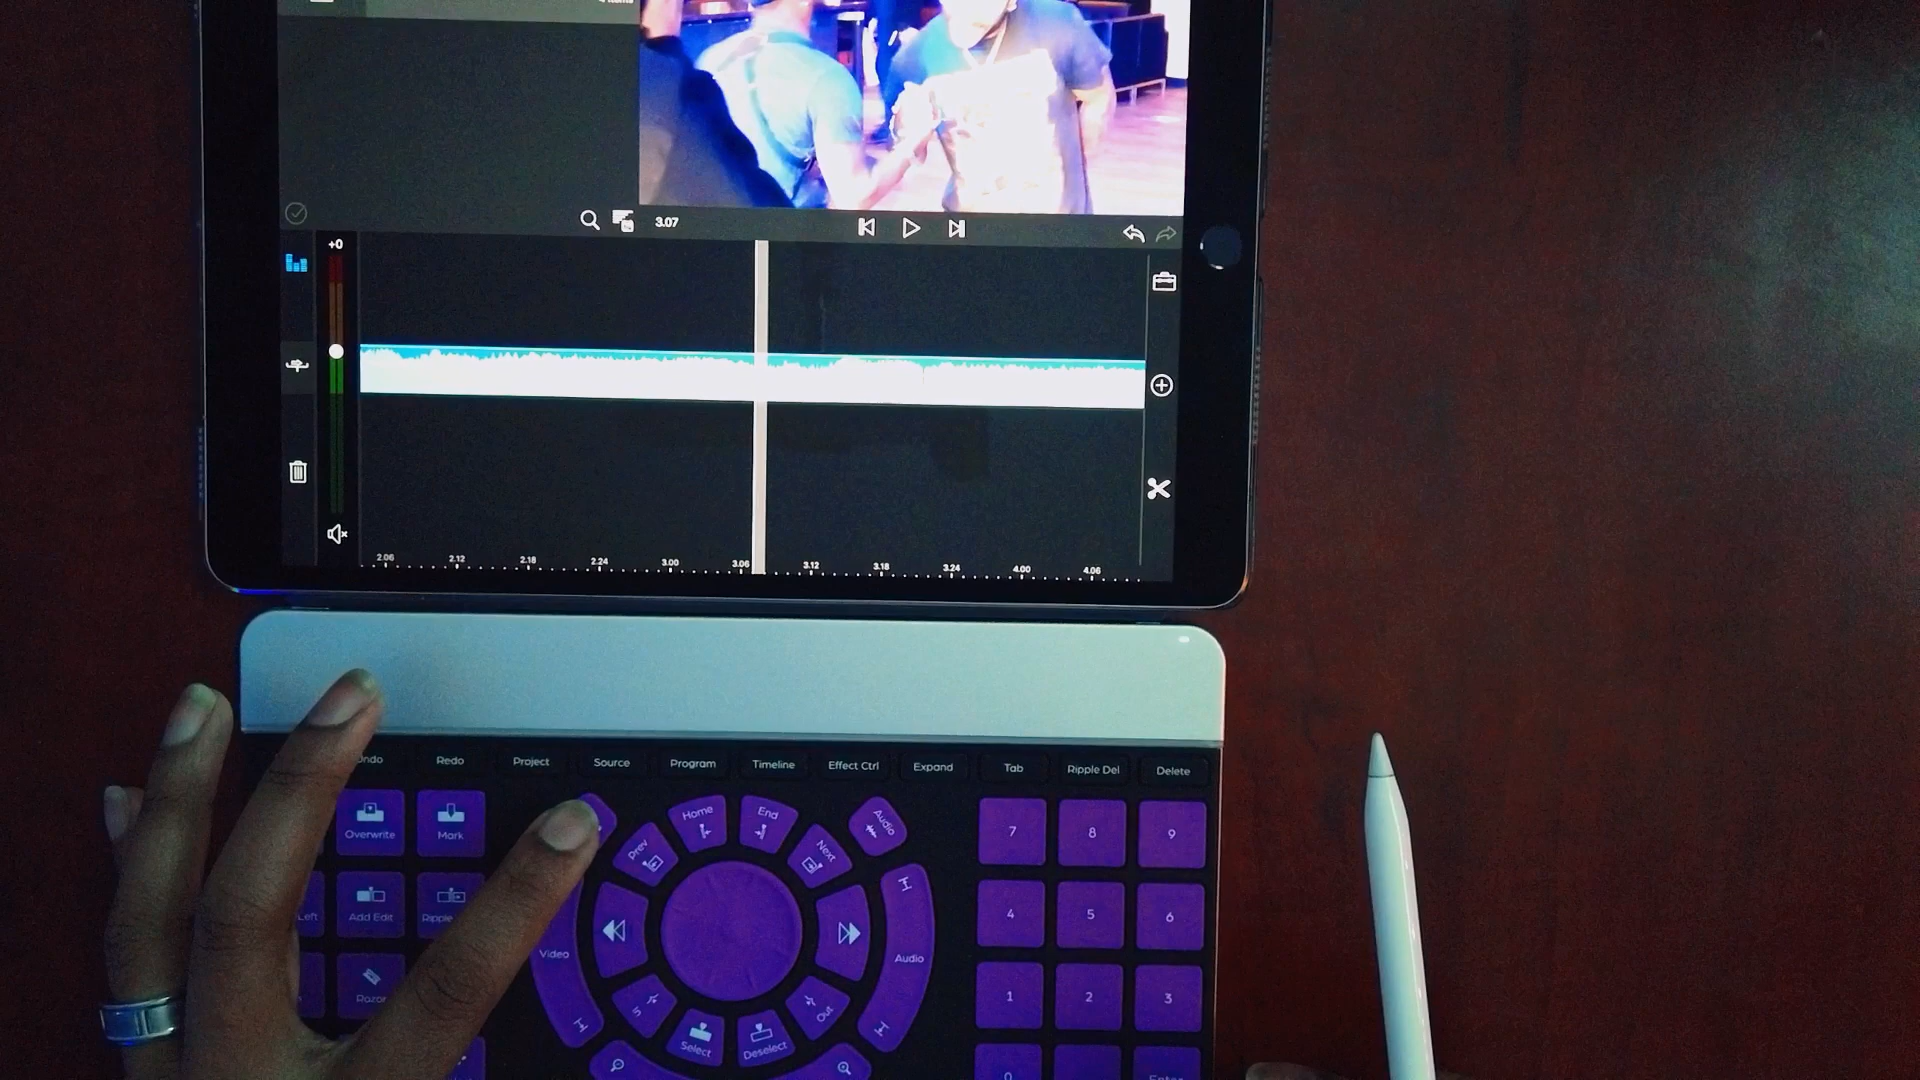 3.07
+0
2.06 2.12 2.18 2.24 3.00 3.06 3.12 3.18 3.24 4.00 4.06
Undo Redo Project Source Program Timeline Effect Ctrl Expand Tab Ripple Del Delete
Overwrite Mark Prev Home End Next Audio 7 8 9
Left Add Edit Ripple 4 5 6
Video Audio
Razor In Out 1 2 3
Select Deselect
0 Enter